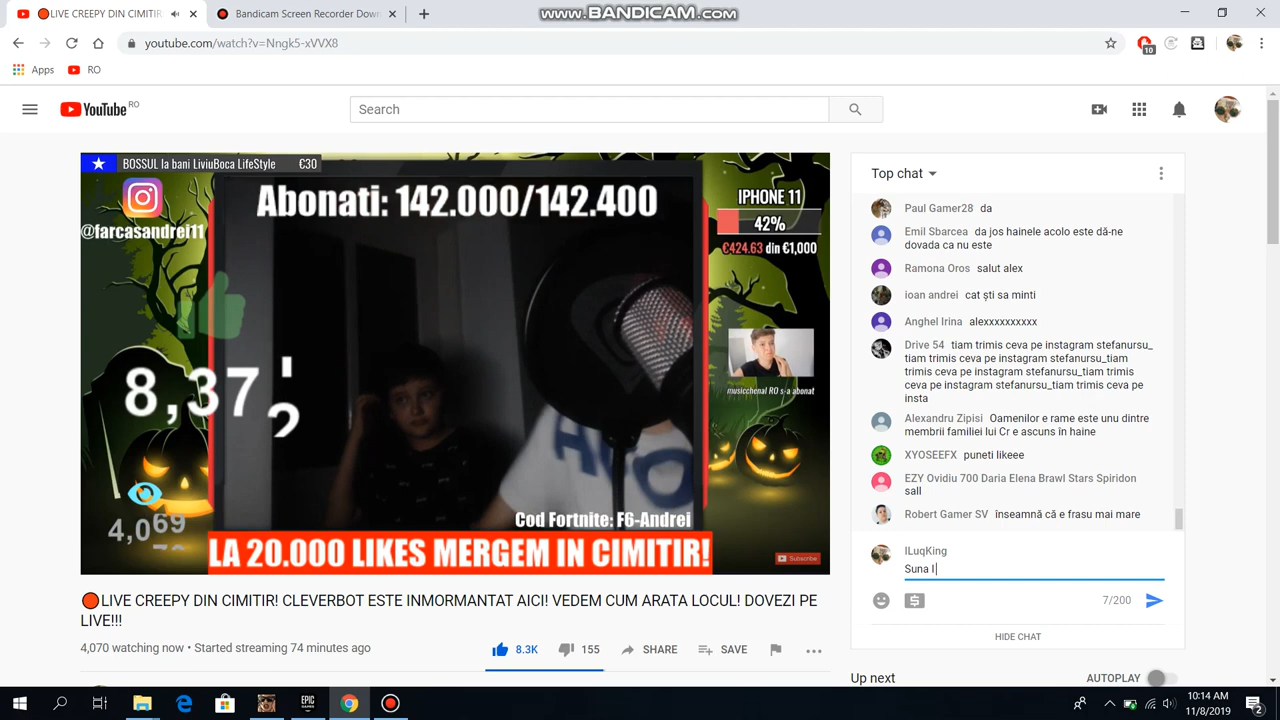 LIVE CREEPY DIN CIMITIR!
Bandicam Screen Recorder Dow
WWW.BANDICAM.COM
youtube.com/watch?v=Nngk5-xVVX8
10
Apps
RO
YouTube RO
Search
BOSSUL la bani LiviuBoca LifeStyle €30
@farcasandrei11
Abonati: 142.000/142.400
IPHONE 11
42%
€424.63 din €1,000
musicchenal RO s-a abonat
8,37
4,0
Cod Fortnite: F6-Andrei
LA 20.000 LIKES MERGEM IN CIMITIR!
Subscribe
LIVE CREEPY DIN CIMITIR! CLEVERBOT ESTE INMORMANTAT AICI! VEDEM CUM ARATA LOCUL! DOVEZI PE
LIVE!!!
4,070 watching now • Started streaming 74 minutes ago
8.3K
155
SHARE
SAVE
Top chat
Paul Gamer28 da
Emil Sbarcea da jos hainele acolo este dă-ne
dovada ca nu este
Ramona Oros salut alex
ioan andrei cat ști sa minti
Anghel Irina alexxxxxxxxxx
Drive 54 tiam trimis ceva pe instagram stefanursu_
tiam trimis ceva pe instagram stefanursu_tiam
trimis ceva pe instagram stefanursu_tiam trimis
ceva pe instagram stefanursu_tiam trimis ceva pe
insta
Alexandru Zipisi Oamenilor e rame este unu dintre
membrii familiei lui Cr e ascuns în haine
XYOSEEFX puneti likeee
EZY Ovidiu 700 Daria Elena Brawl Stars Spiridon
sall
Robert Gamer SV înseamnă că e frasu mai mare
ILuqKing
Suna l
7/200
HIDE CHAT
Up next
AUTOPLAY
EPIC
GAMES
10:14 AM
11/8/2019
2